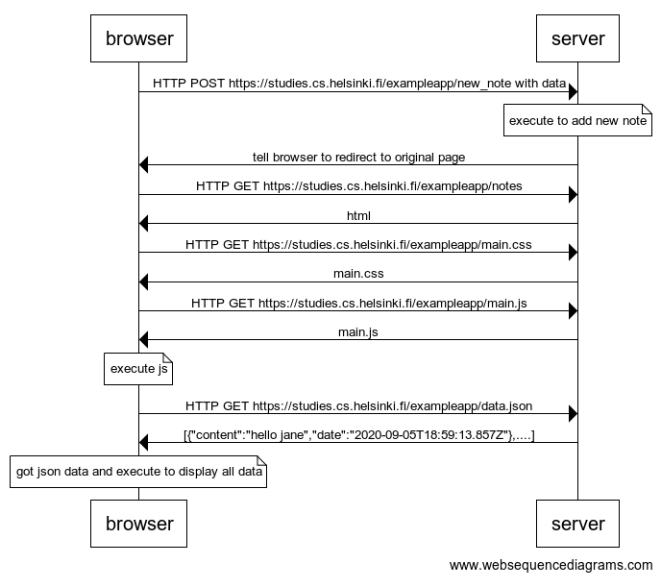 browser
server
HTTP POST https://studies.cs.helsinki.fi/exampleapp/new_note with data
execute to add new note
tell browser to redirect to original page
HTTP GET https://studies.cs.helsinki.fi/exampleapp/notes
html
HTTP GET https://studies.cs.helsinki.fi/exampleapp/main.css
main.css
HTTP GET https://studies.cs.helsinki.fi/exampleapp/main.js
main.js
execute js
HTTP GET https://studies.cs.helsinki.fi/exampleapp/data.json
[{"content":"hello jane","date":"2020-09-05T18:59:13.857Z"},....]
got json data and execute to display all data
browser
server
www.websequencediagrams.com